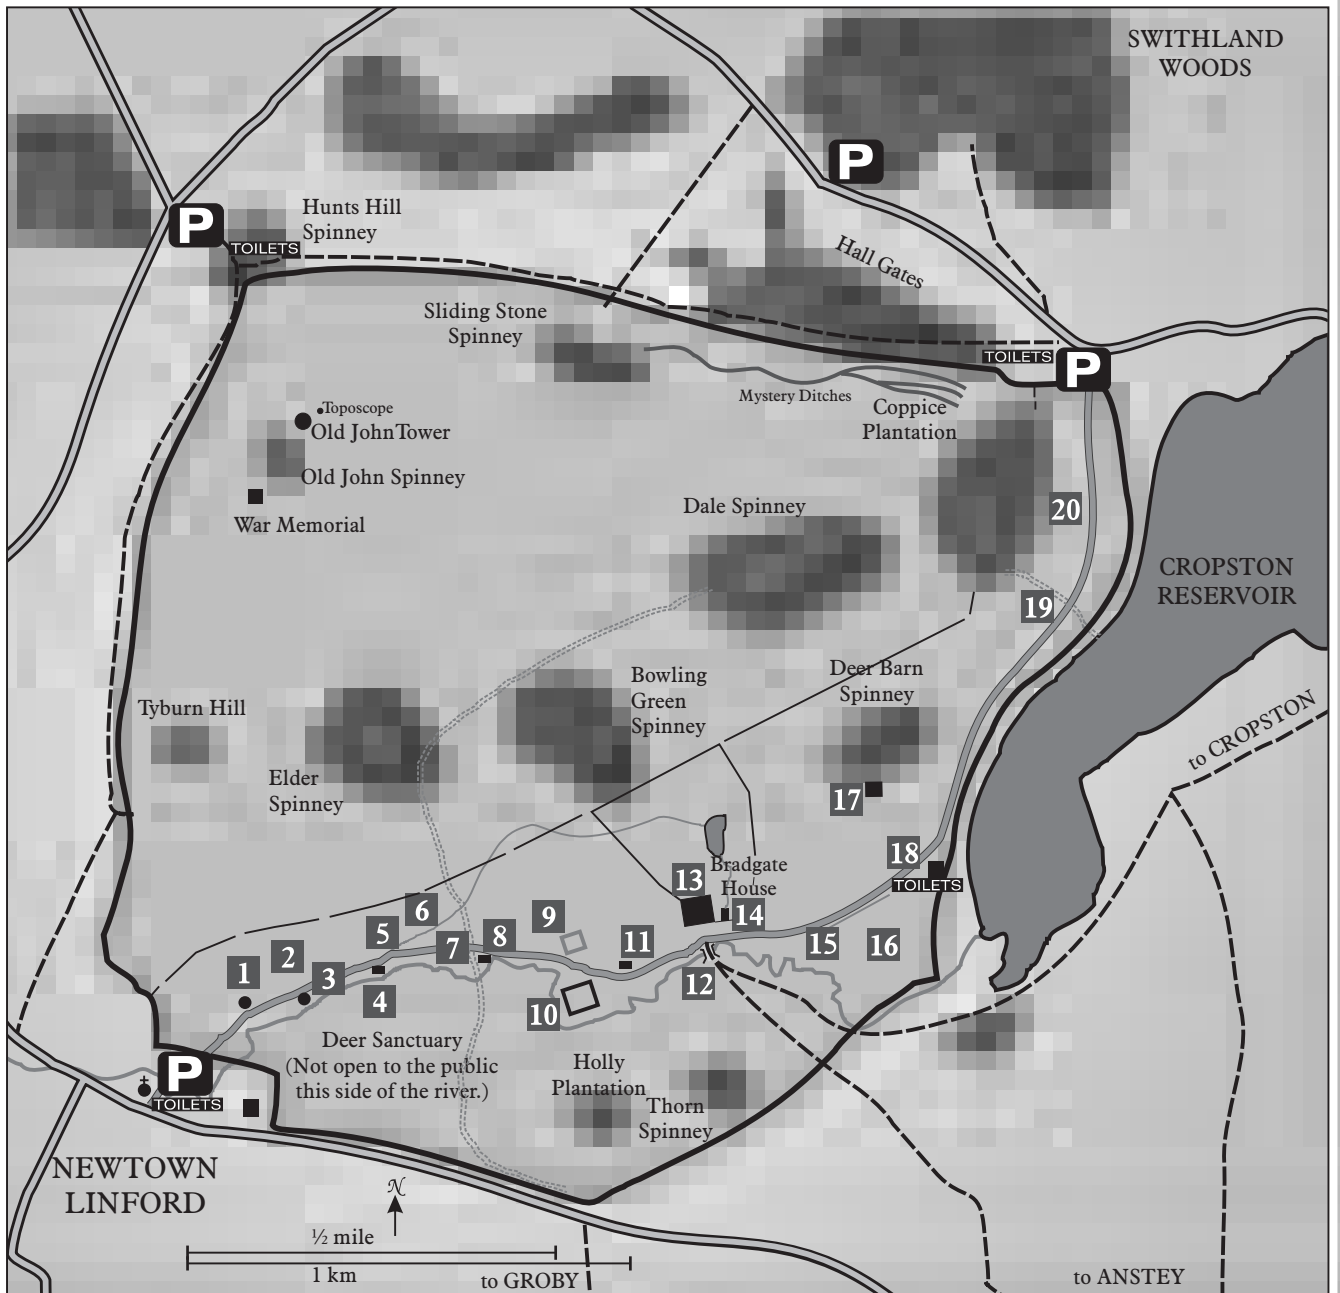 SWITHLAND
WOODS
P
P
Hunts Hill
Spinney
TOILETS
Hall Gates
Sliding Stone
Spinney
TOILETS
P
Mystery Ditches
Coppice
Plantation
Toposcope
Old John Tower
Old John Spinney
War Memorial
Dale Spinney
20
CROPSTON
RESERVOIR
19
Deer Barn
Spinney
Bowling
Green
Spinney
Tyburn Hill
to CROPSTON
Elder
Spinney
17
18
TOILETS
Bradgate
House
13
14
6
9
5
8
11
7
15
16
2
1
3
4
12
10
Deer Sanctuary
(Not open to the public
this side of the river.)
Holly
Plantation
Thorn
Spinney
P
TOILETS
NEWTOWN
LINFORD
N
½ mile
1 km
to GROBY
to ANSTEY